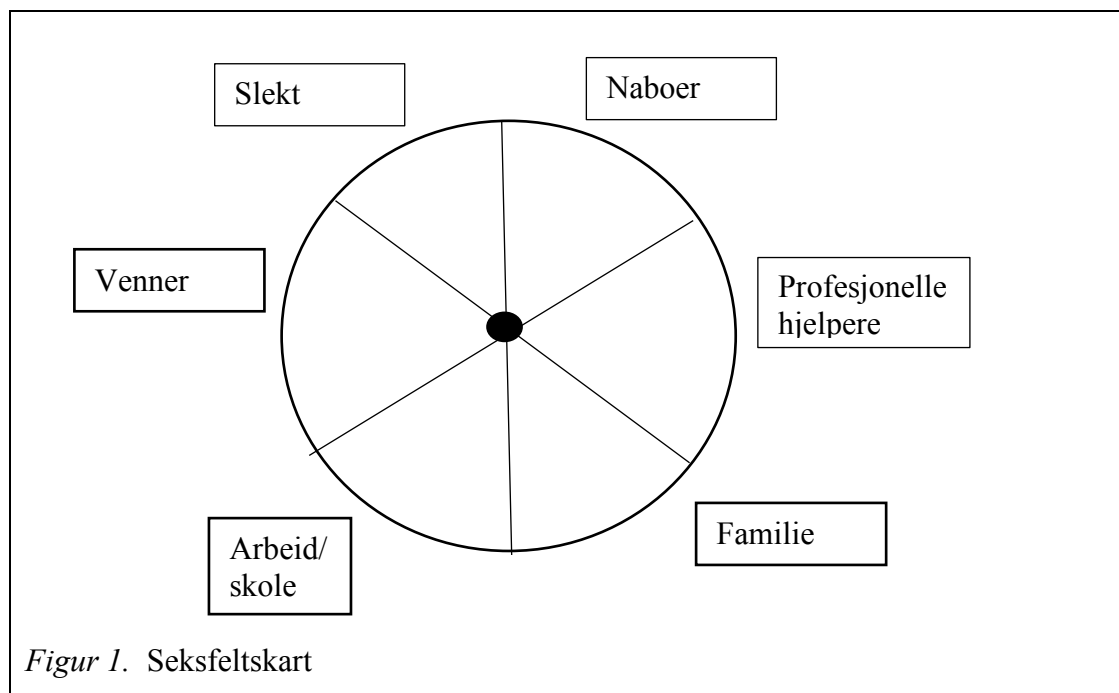 Slekt
Naboer
Venner
Profesjonelle
hjelpere
Arbeid/
skole
Familie
Figur 1. Seksfeltskart